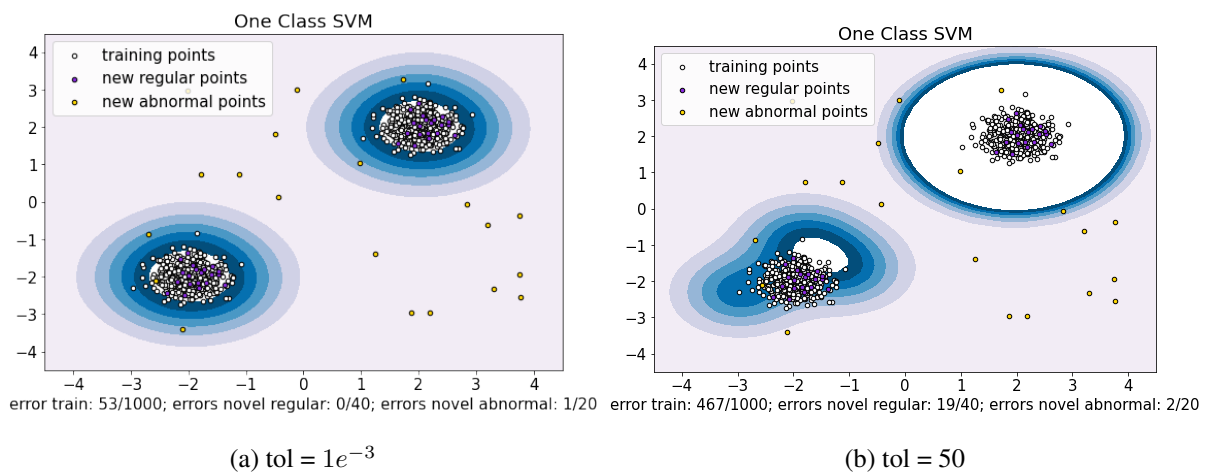 One Class SVM
training points
new regular points
new abnormal points
4
3
2
1
0
−1
−2
−3
−4
−4 −3 −2 −1 0 1 2 3 4
error train: 53/1000; errors novel regular: 0/40; errors novel abnormal: 1/20
(a) tol = 1e⁻³
One Class SVM
training points
new regular points
new abnormal points
4
3
2
1
0
−1
−2
−3
−4
−4 −3 −2 −1 0 1 2 3 4
error train: 467/1000; errors novel regular: 19/40; errors novel abnormal: 2/20
(b) tol = 50